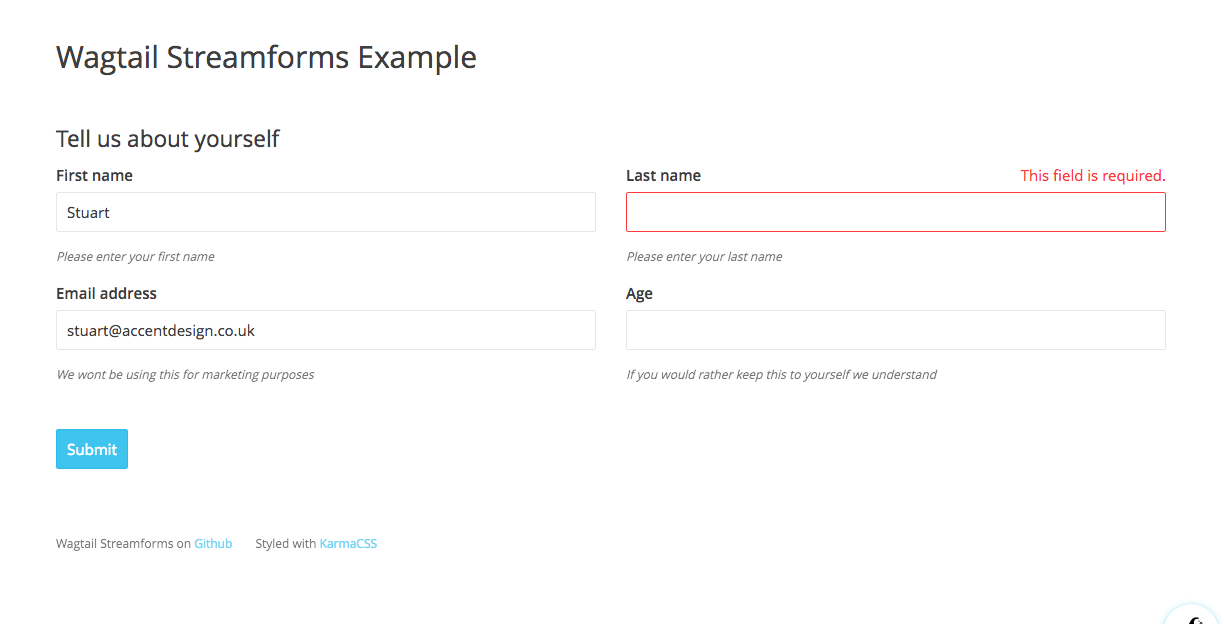 Wagtail Streamforms Example
Tell us about yourself
First name
Last name
This field is required.
Stuart
Please enter your first name
Please enter your last name
Email address
Age
stuart@accentdesign.co.uk
We wont be using this for marketing purposes
If you would rather keep this to yourself we understand
Submit
Wagtail Streamforms on Github
Styled with KarmaCSS